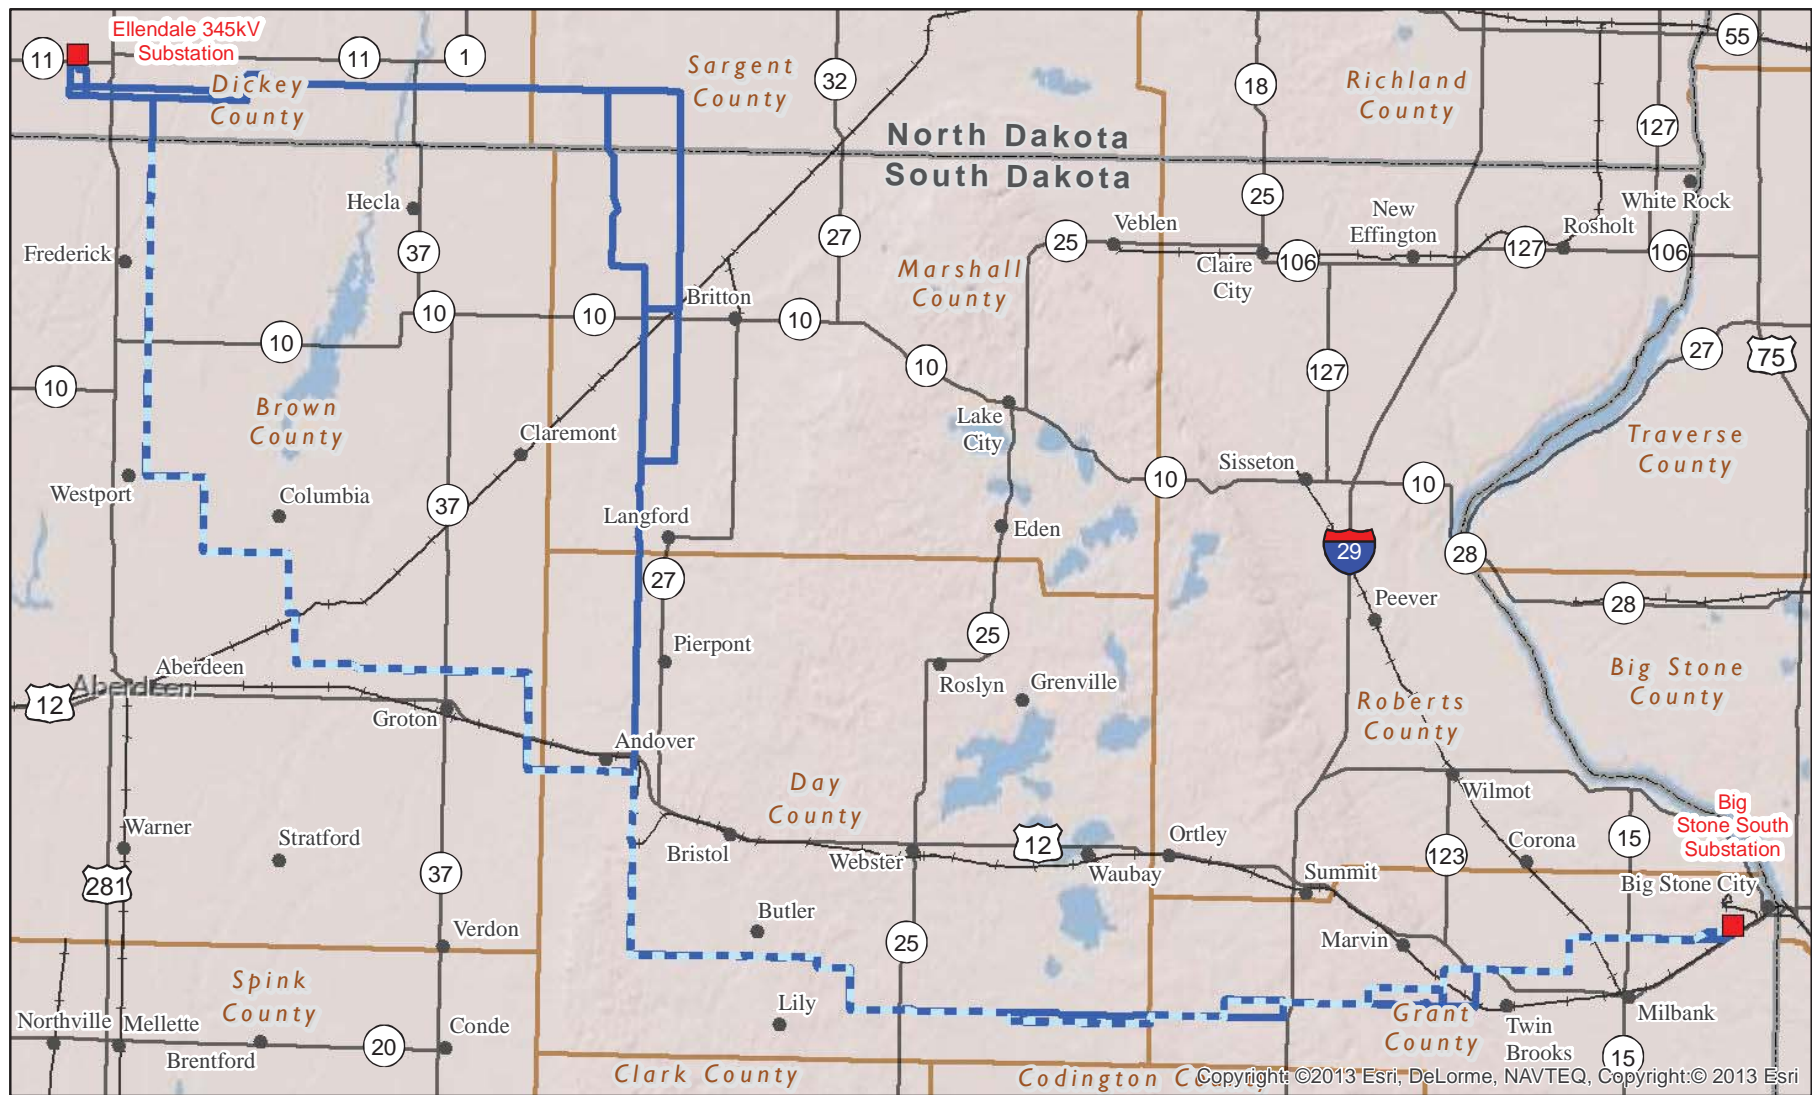 Ellendale 345kV
Substation
11
11
1
55
Dickey
County
Sargent
County
32
18
Richland
County
127
North Dakota
South Dakota
Hecla
25
White Rock
Frederick
37
27
25
Veblen
New
Effington
Rosholt
Claire
City
106
127
106
Marshall
County
Britton
10
10
10
10
10
10
127
27
75
Brown
County
Claremont
Lake
City
Traverse
County
Sisseton
10
10
Westport
Columbia
37
Langford
Eden
29
28
27
28
Peever
Pierpont
25
Aberdeen
Aberdeen
12
Roslyn
Grenville
Big Stone
County
Groton
Roberts
County
Andover
Day
County
Wilmot
Big
Stone South
Substation
Warner
Stratford
Bristol
Webster
12
Waubay
Ortley
123
Corona
15
281
37
Summit
Big Stone City
Butler
Verdon
25
Marvin
Spink
County
Lily
Grant
County
Twin
Brooks
Milbank
Northville
Mellette
Brentford
20
Conde
15
Clark County
Codington County
Copyright: ©2013 Esri, DeLorme, NAVTEQ, Copyright:© 2013 Esri